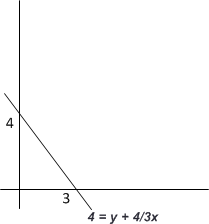 4
3
4 = y + 4/3x